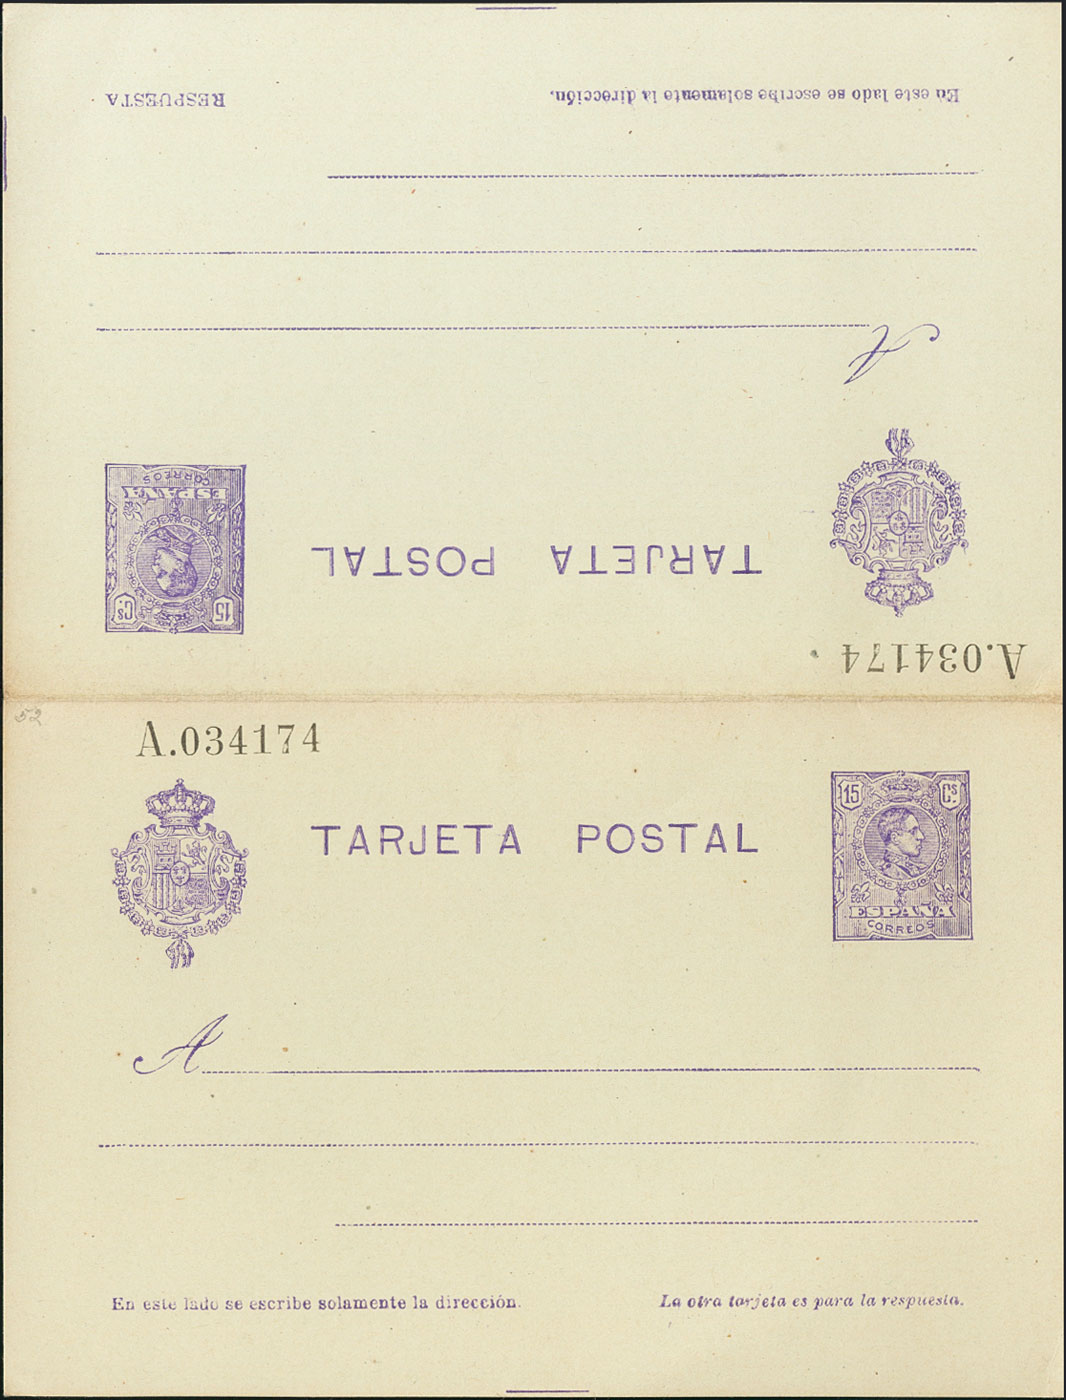 RESPUESTA
En este lado se escribe solamente la dirección.
A
TARJETA POSTAL
15 Cs.
ESPAÑA
CORREOS
A.034174
52
A.034174
TARJETA POSTAL
15 Cs.
ESPAÑA
CORREOS
A
En este lado se escribe solamente la dirección.
La otra tarjeta es para la respuesta.